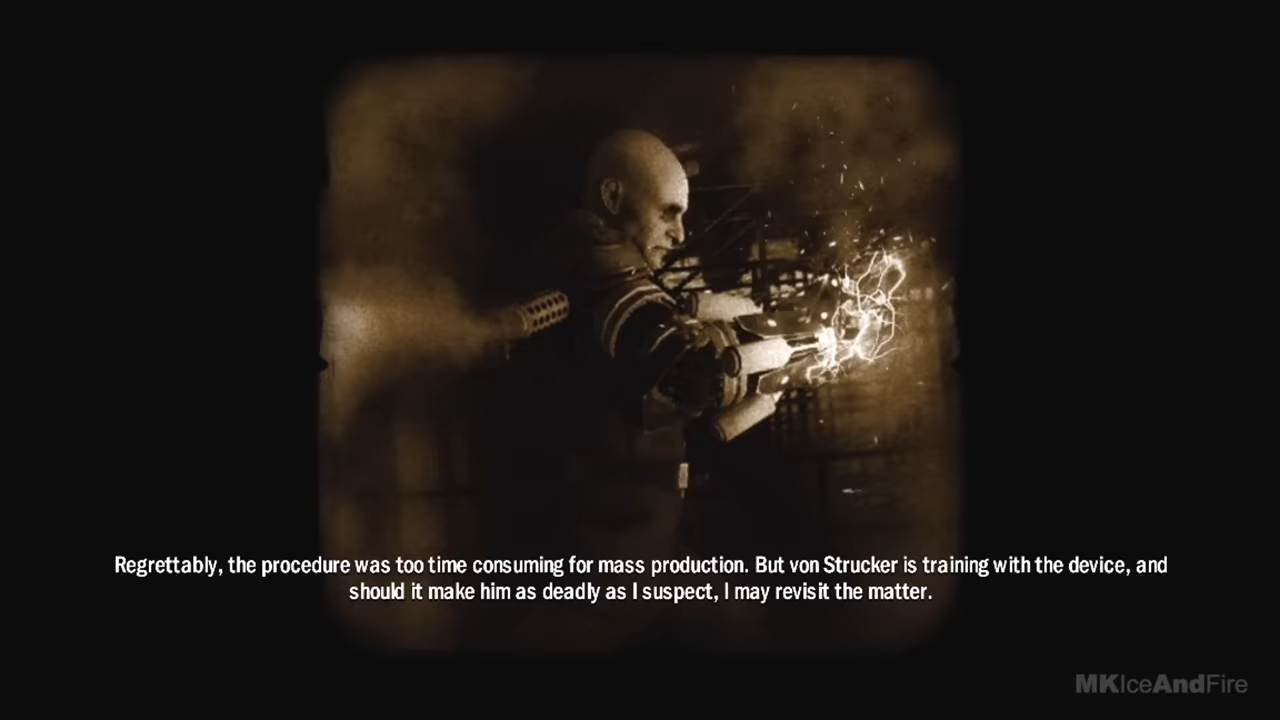 Regrettably, the procedure was too time consuming for mass production. But von Strucker is training with the device, and
should it make him as deadly as I suspect, I may revisit the matter.
MKIceAndFire